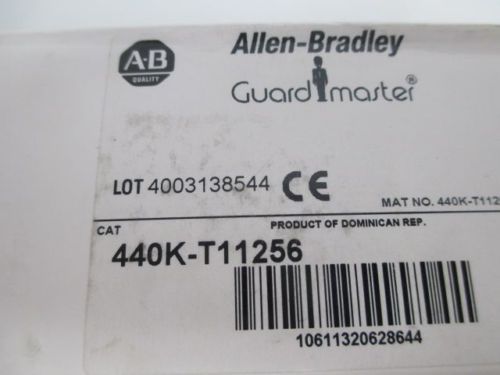 A-B
QUALITY
Allen-Bradley
Guardmaster®
LOT 4003138544 CE
MAT NO. 440K-T112
PRODUCT OF DOMINICAN REP.
CAT
440K-T11256
10611320628644